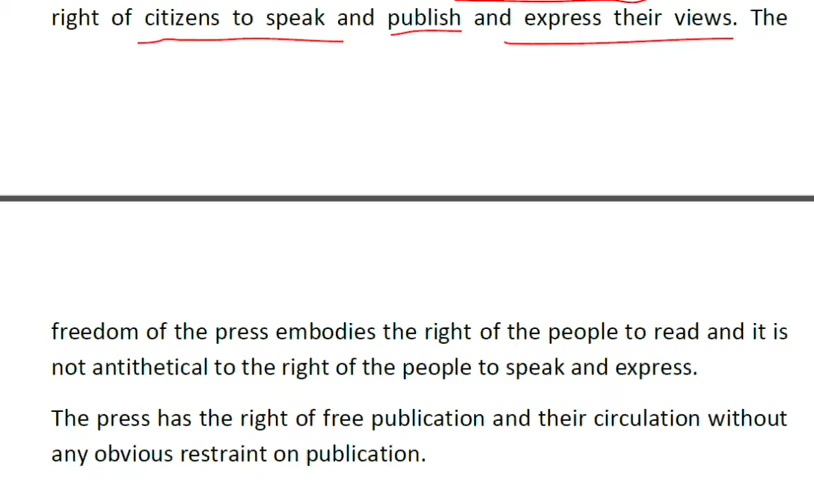 right of citizens to speak and publish and express their views. The
freedom of the press embodies the right of the people to read and it is
not antithetical to the right of the people to speak and express.
The press has the right of free publication and their circulation without
any obvious restraint on publication.